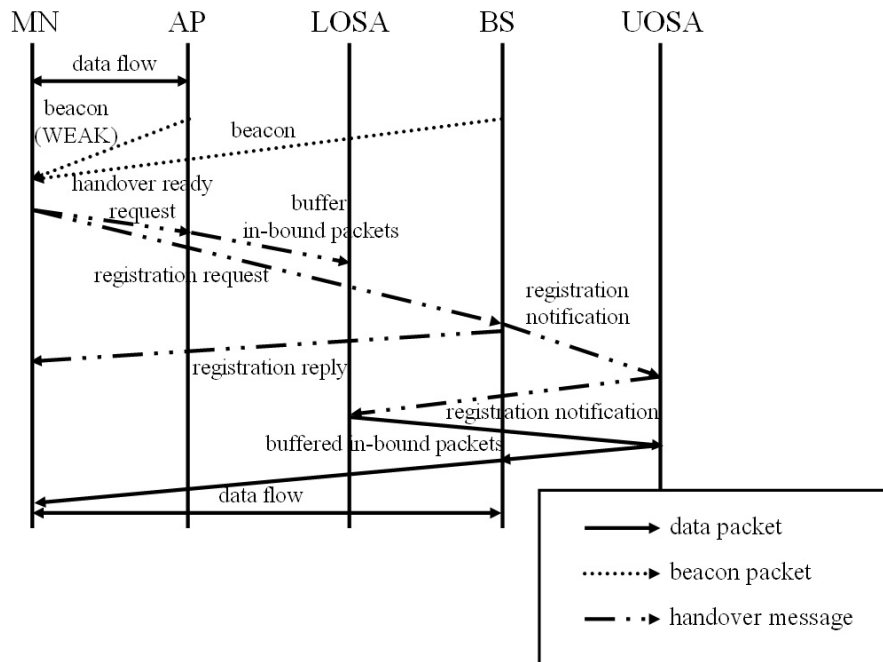 MN AP LOSA BS UOSA
data flow
beacon
(WEAK)
beacon
handover ready
request
buffer
in-bound packets
registration request
registration
notification
registration reply
registration notification
buffered in-bound packets
data flow
data packet
beacon packet
handover message